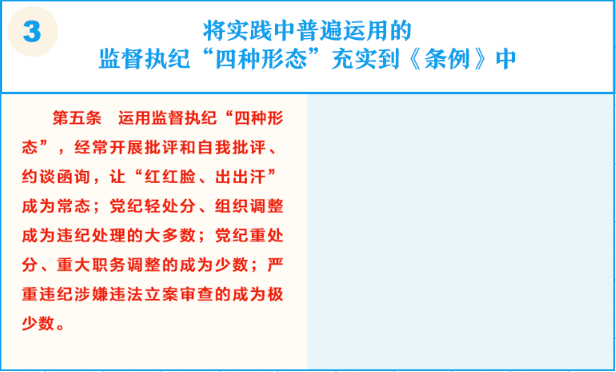 3
将实践中普遍运用的
监督执纪“四种形态”充实到《条例》中
第五条 运用监督执纪“四种形
态”，经常开展批评和自我批评、
约谈函询，让“红红脸、出出汗”
成为常态；党纪轻处分、组织调整
成为违纪处理的大多数；党纪重处
分、重大职务调整的成为少数；严
重违纪涉嫌违法立案审查的成为极
少数。